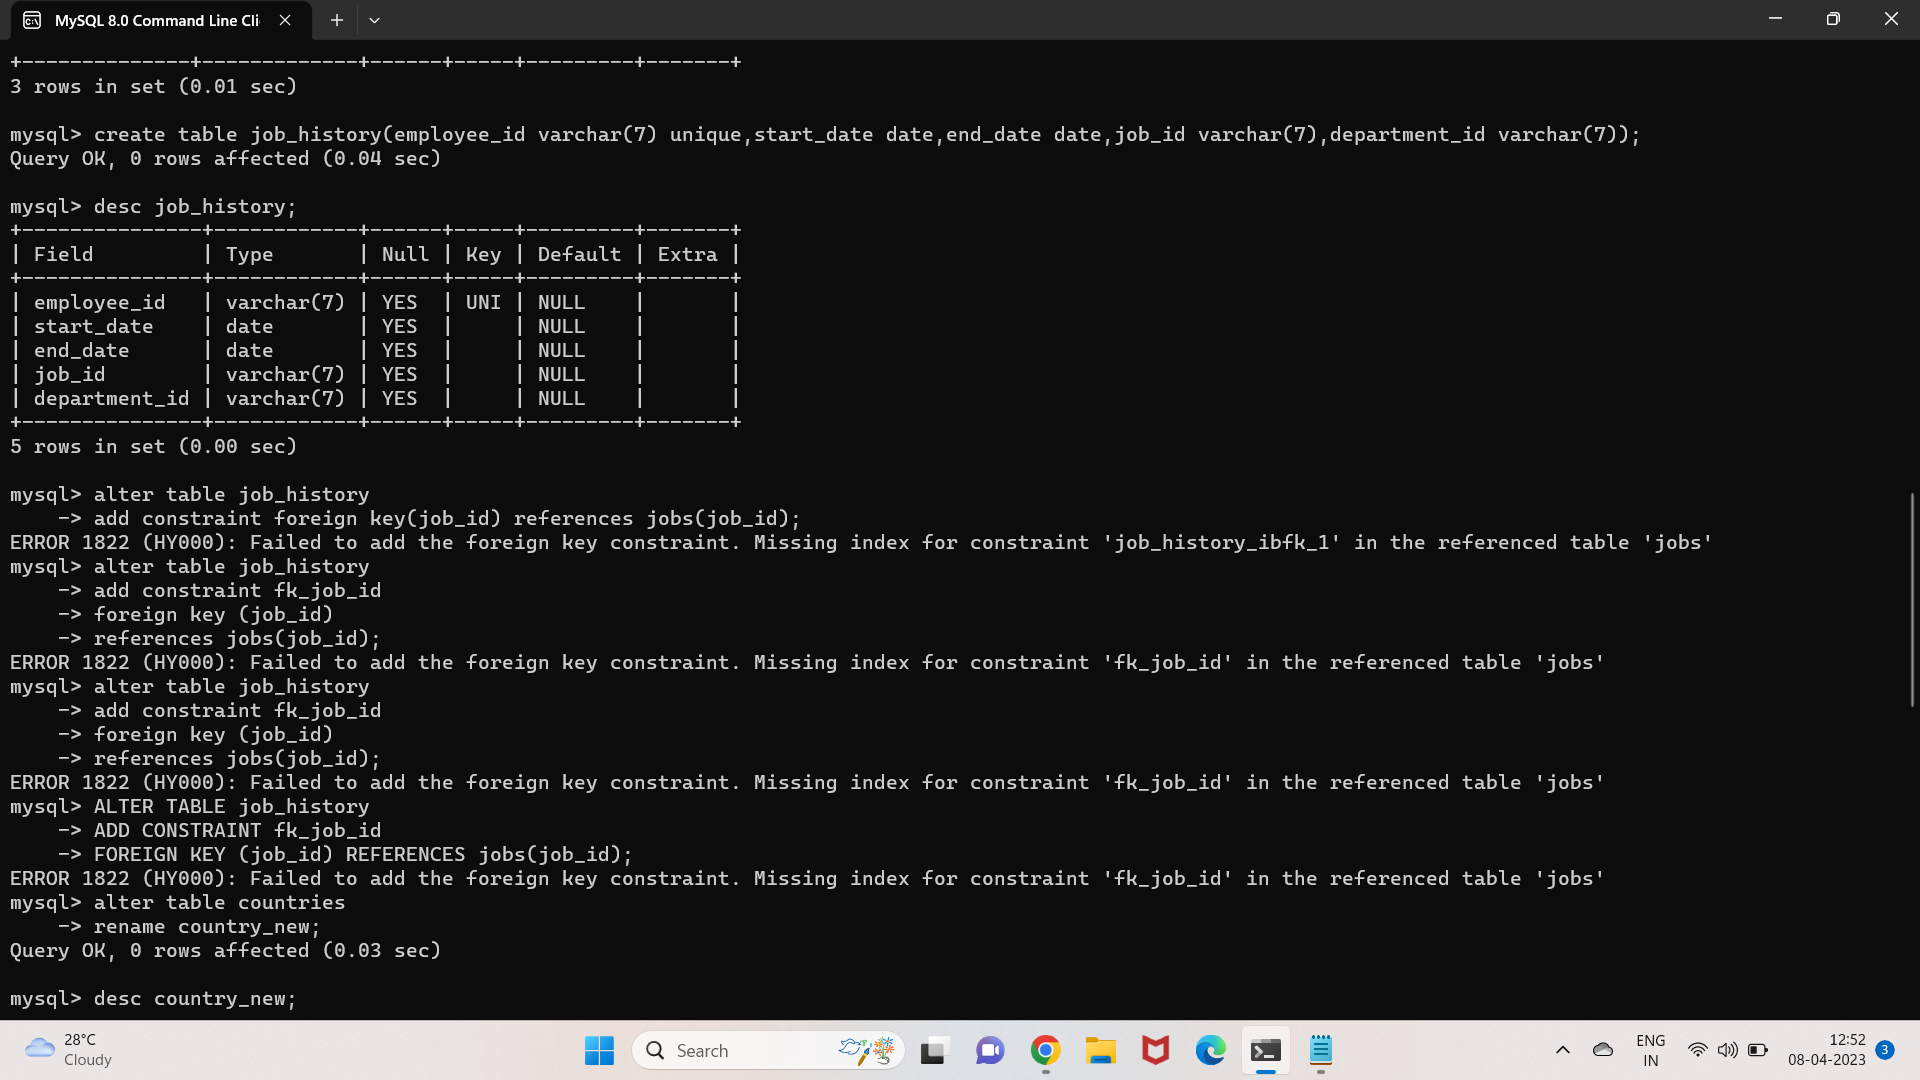 MySQL 8.0 Command Line Cli
+--------------+-------------+------+-----+---------+-------+
3 rows in set (0.01 sec)
mysql> create table job_history(employee_id varchar(7) unique,start_date date,end_date date,job_id varchar(7),department_id varchar(7));
Query OK, 0 rows affected (0.04 sec)
mysql> desc job_history;
+---------------+------------+------+-----+---------+-------+
| Field         | Type       | Null | Key | Default | Extra |
+---------------+------------+------+-----+---------+-------+
| employee_id   | varchar(7) | YES  | UNI | NULL    |       |
| start_date    | date       | YES  |     | NULL    |       |
| end_date      | date       | YES  |     | NULL    |       |
| job_id        | varchar(7) | YES  |     | NULL    |       |
| department_id | varchar(7) | YES  |     | NULL    |       |
+---------------+------------+------+-----+---------+-------+
5 rows in set (0.00 sec)
mysql> alter table job_history
    -> add constraint foreign key(job_id) references jobs(job_id);
ERROR 1822 (HY000): Failed to add the foreign key constraint. Missing index for constraint 'job_history_ibfk_1' in the referenced table 'jobs'
mysql> alter table job_history
    -> add constraint fk_job_id
    -> foreign key (job_id)
    -> references jobs(job_id);
ERROR 1822 (HY000): Failed to add the foreign key constraint. Missing index for constraint 'fk_job_id' in the referenced table 'jobs'
mysql> alter table job_history
    -> add constraint fk_job_id
    -> foreign key (job_id)
    -> references jobs(job_id);
ERROR 1822 (HY000): Failed to add the foreign key constraint. Missing index for constraint 'fk_job_id' in the referenced table 'jobs'
mysql> ALTER TABLE job_history
    -> ADD CONSTRAINT fk_job_id
    -> FOREIGN KEY (job_id) REFERENCES jobs(job_id);
ERROR 1822 (HY000): Failed to add the foreign key constraint. Missing index for constraint 'fk_job_id' in the referenced table 'jobs'
mysql> alter table countries
    -> rename country_new;
Query OK, 0 rows affected (0.03 sec)
mysql> desc country_new;
28°C
Cloudy
Search
ENG
IN
12:52
08-04-2023
3